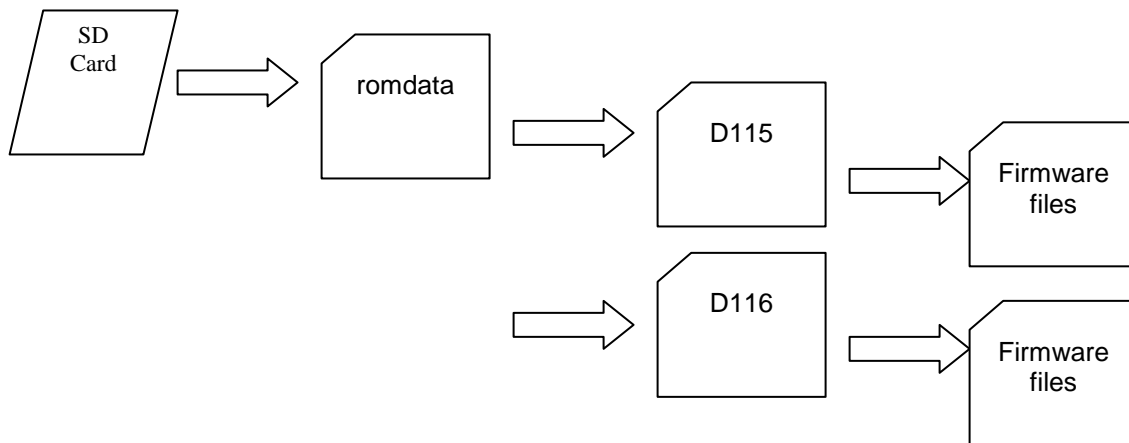 SD
Card
romdata
D115
Firmware
files
D116
Firmware
files